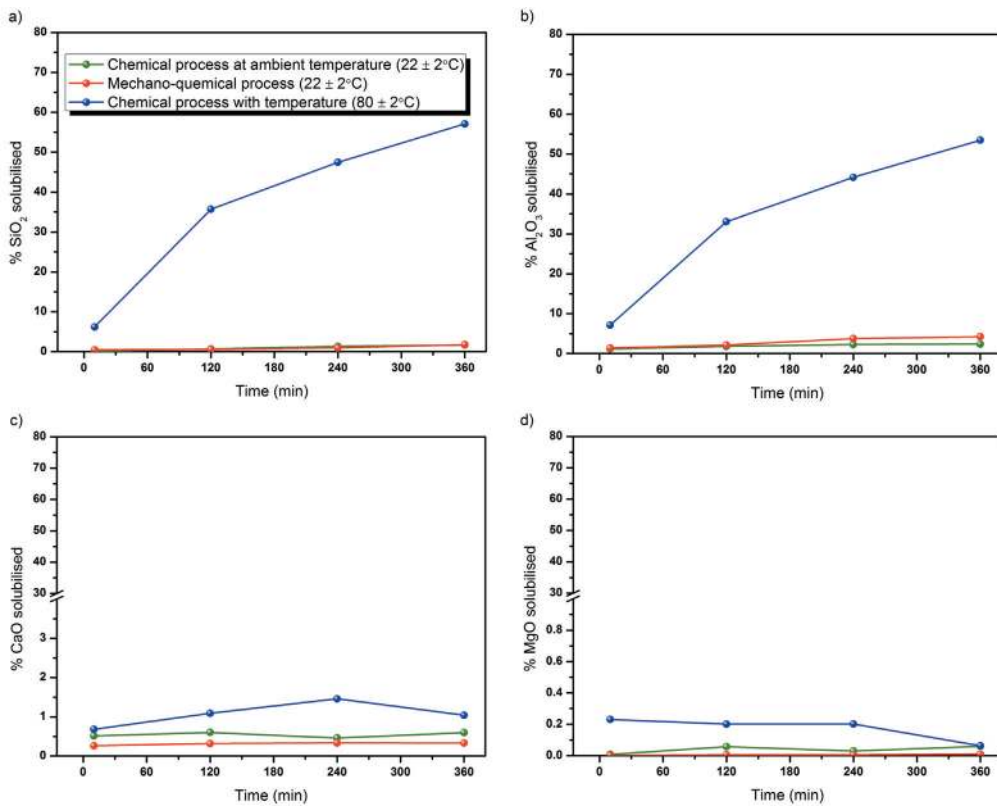 a)
80
70
60
50
40
30
20
10
0
% SiO₂ solubilised
Chemical process at ambient temperature (22 ± 2°C)
Mechano-quemical process (22 ± 2°C)
Chemical process with temperature (80 ± 2°C)
0 60 120 180 240 300 360
Time (min)
b)
80
70
60
50
40
30
20
10
0
% Al₂O₃ solubilised
0 60 120 180 240 300 360
Time (min)
c)
80
70
60
50
40
30
3
2
1
0
% CaO solubilised
0 60 120 180 240 300 360
Time (min)
d)
80
70
60
50
40
30
0.8
0.6
0.4
0.2
0.0
% MgO solubilised
0 60 120 180 240 300 360
Time (min)